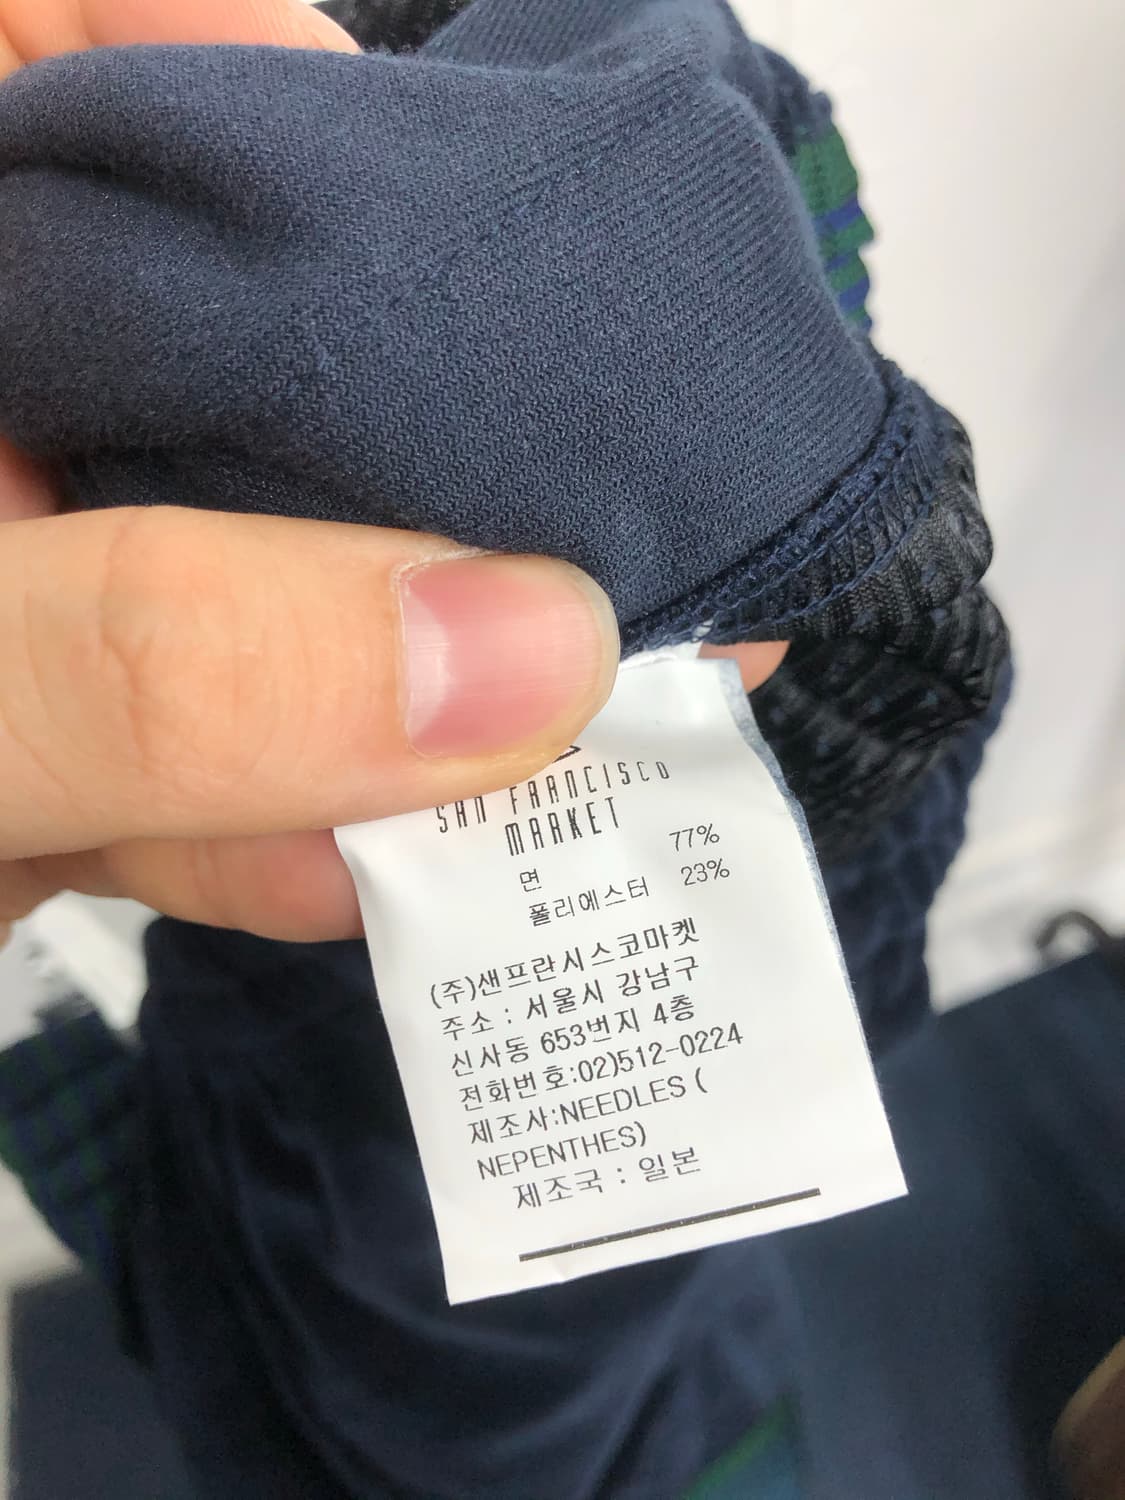 SAN FRANCISCO
MARKET
면 77%
폴리에스터 23%
(주)샌프란시스코마켓
주소 : 서울시 강남구
신사동 653번지 4층
전화번호:02)512-0224
제조사:NEEDLES (
NEPENTHES)
제조국 : 일본